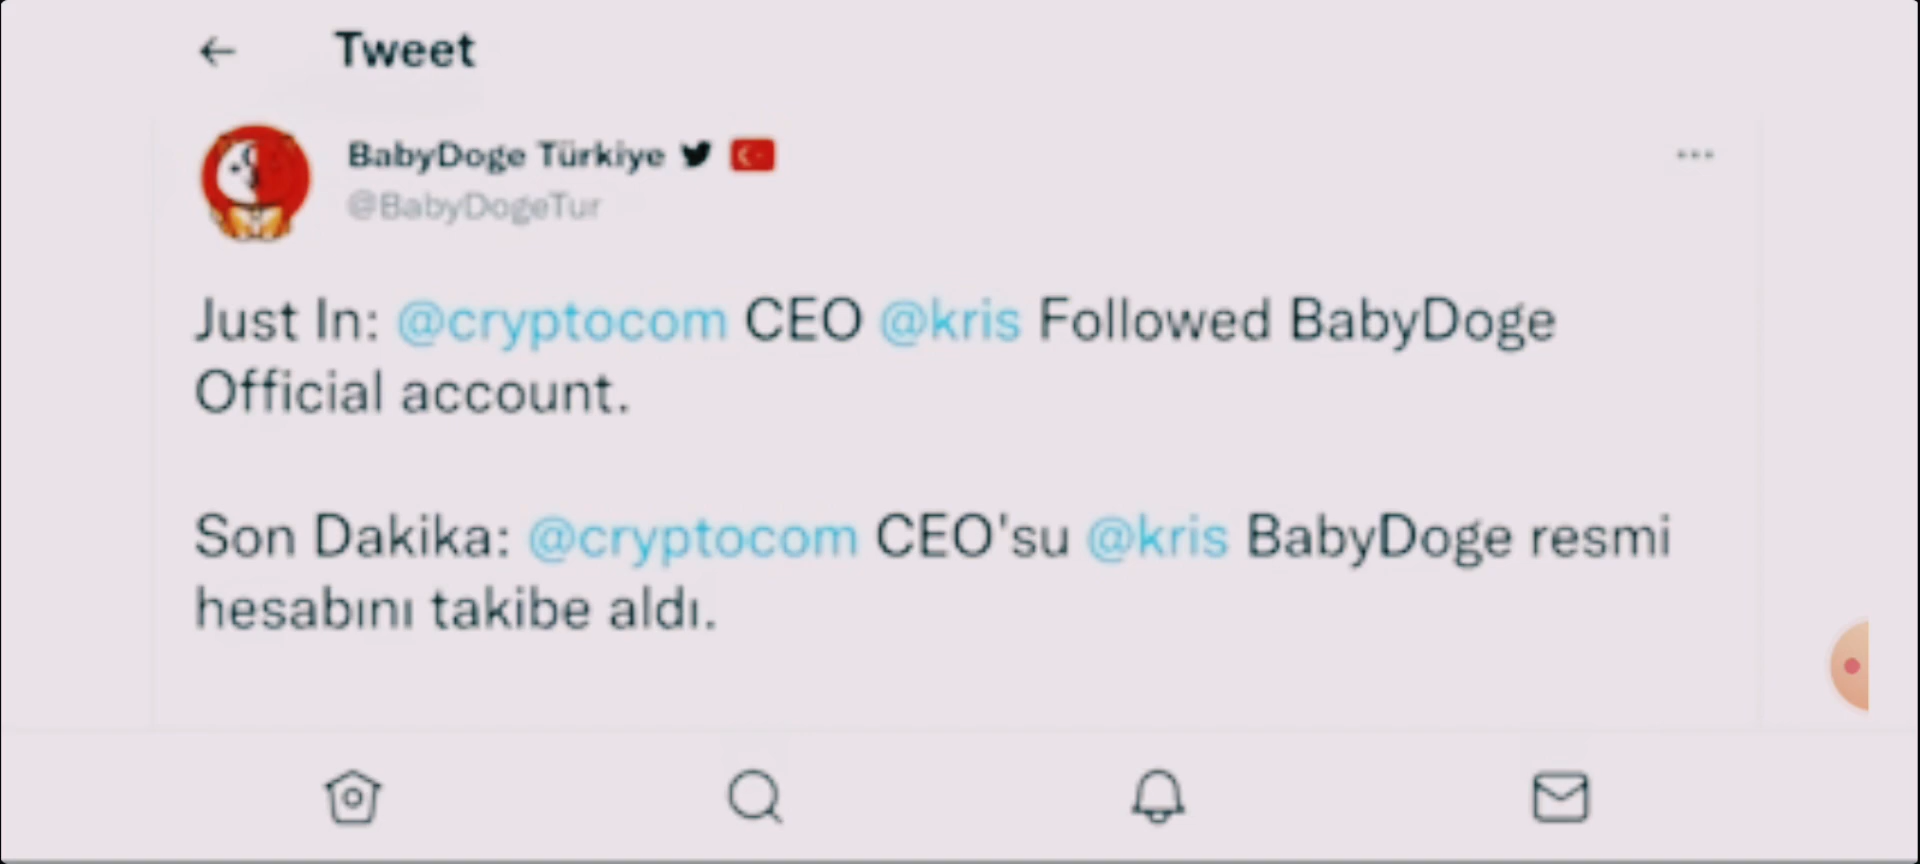 Tweet
BabyDoge Türkiye
@BabyDogeTur
Just In: @cryptocom CEO @kris Followed BabyDoge
Official account.
Son Dakika: @cryptocom CEO'su @kris BabyDoge resmi
hesabını takibe aldı.